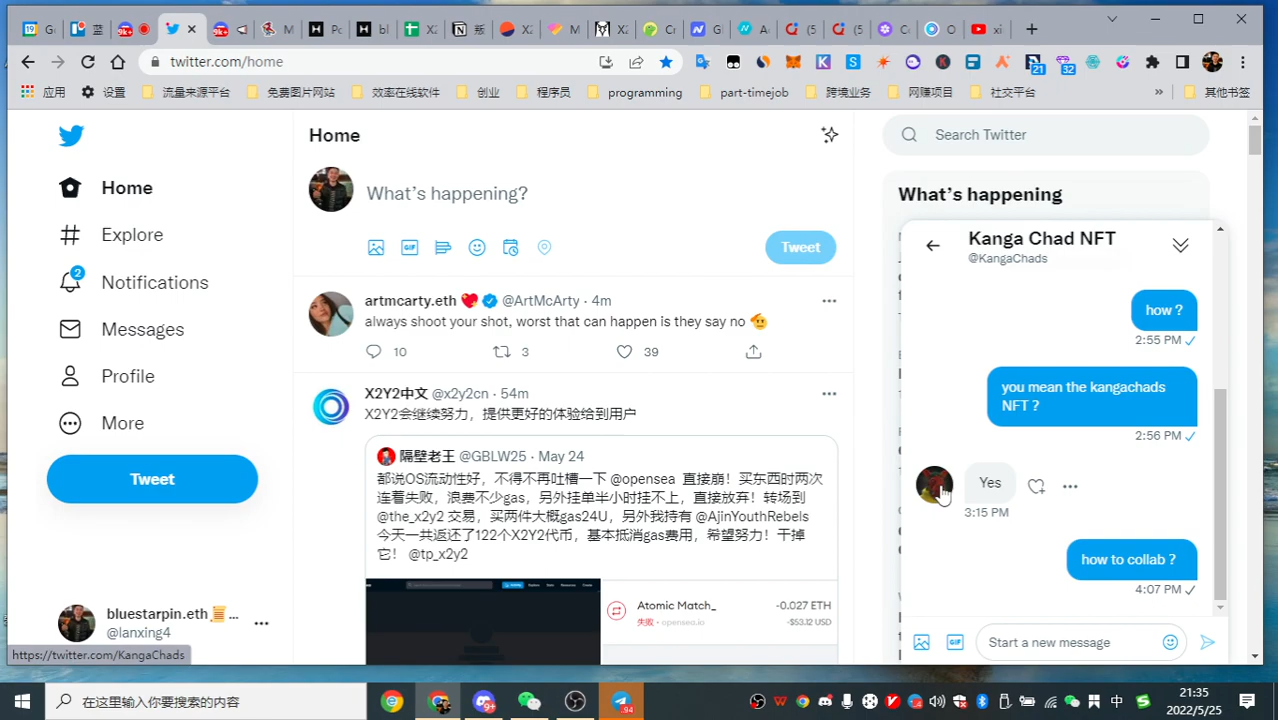 twitter.com/home
应用
设置
流量来源平台
免费图片网站
效率在线软件
创业
程序员
programming
part-timejob
跨境业务
网赚项目
社交平台
»
其他书签
21
32
Home
Explore
2
Notifications
Messages
Profile
More
Tweet
bluestarpin.eth📜...
@lanxing4
https://twitter.com/KangaChads
Home
What's happening?
GIF
Tweet
artmcarty.eth 💖 @ArtMcArty · 4m
always shoot your shot, worst that can happen is they say no 🫡
10
3
39
X2Y2中文 @x2y2cn · 54m
X2Y2会继续努力，提供更好的体验给到用户
隔壁老王 @GBLW25 · May 24
都说OS流动性好，不得不再吐槽一下 @opensea 直接崩！买东西时两次
连着失败，浪费不少gas，另外挂单半小时挂不上，直接放弃！转场到
@the_x2y2 交易，买两件大概gas24U，另外我持有 @AjinYouthRebels
今天一共返还了122个X2Y2代币，基本抵消gas费用，希望努力！干掉
它！ @tp_x2y2
Atomic Match_
-0.027 ETH
失败 • opensea.io
-$53.12 USD
Search Twitter
What's happening
Kanga Chad NFT
@KangaChads
how ?
2:55 PM ✓
you mean the kangachads
NFT ?
2:56 PM ✓
Yes
3:15 PM
how to collab ?
4:07 PM ✓
GIF
Start a new message
在这里输入你要搜索的内容
94
中
21:35
2022/5/25